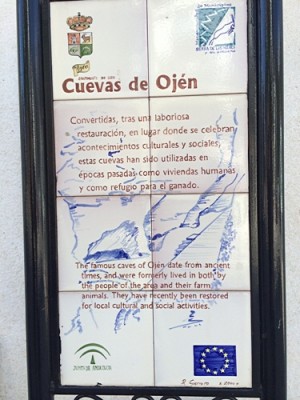 Cuevas de Ojén
Convertidas, tras una laboriosa
restauración, en lugar donde se celebran
acontecimientos culturales y sociales,
estas cuevas han sido utilizadas en
épocas pasadas como viviendas humanas
y como refugio para el ganado.
The famous caves of Ojén date from ancient
times, and were formerly lived in both by
the people of the area and their farm
animals. They have recently been restored
for local cultural and social activities.